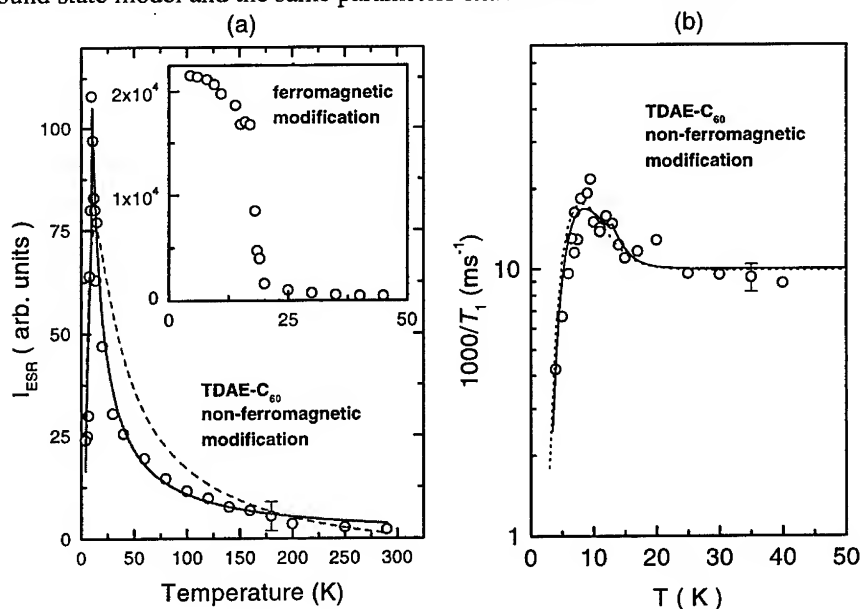 ound-state model and the same parameters
(a)
(b)
ferromagnetic
modification
2x10⁴
1x10⁴
0
0
25
50
TDAE-C₆₀
non-ferromagnetic
modification
100
75
50
25
0
I_ESR ( arb. units )
0
50
100
150
200
250
300
Temperature (K)
TDAE-C₆₀
non-ferromagnetic
modification
10
1
1000/T₁ (ms⁻¹)
0
10
20
30
40
50
T ( K )